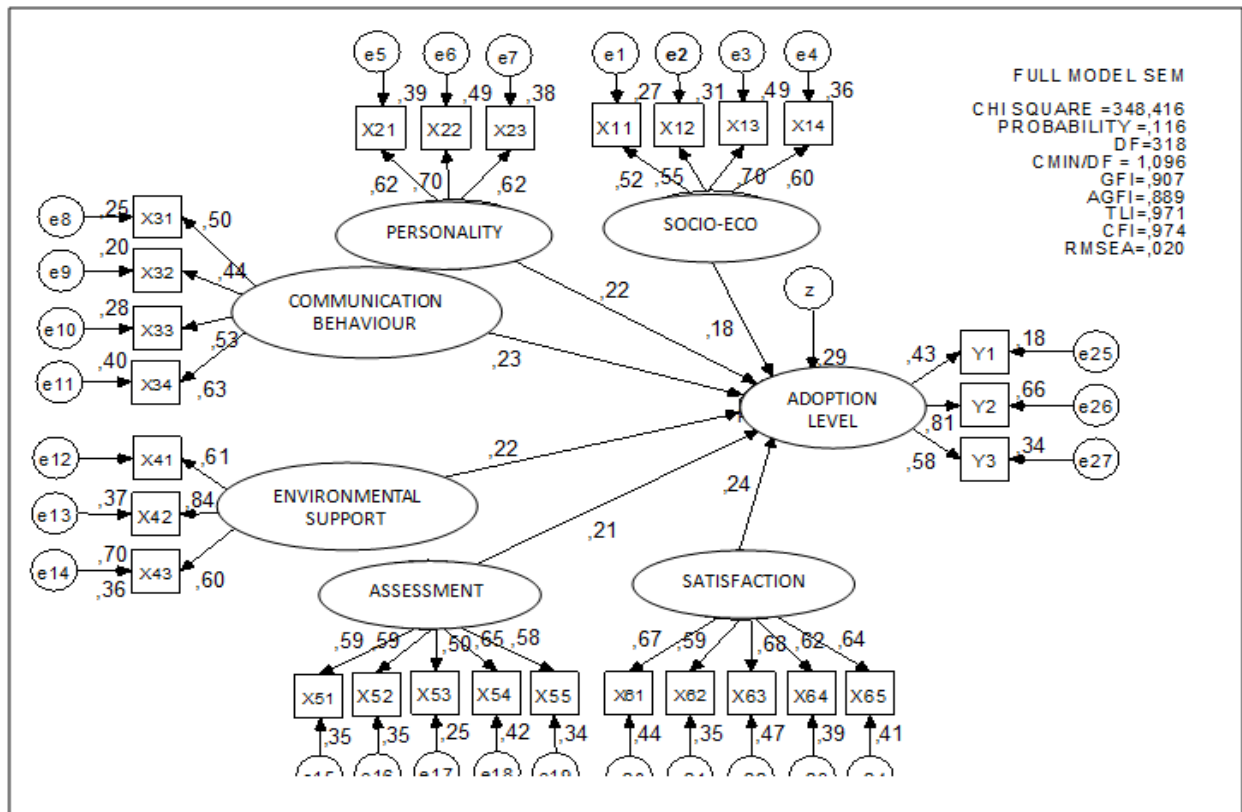 e5 e6 e7 e1 e2 e3 e4
FULL MODEL SEM
,39 ,49 ,38 ,27 ,31 ,49 ,36
CHI SQUARE =348,416
X21 X22 X23 X11 X12 X13 X14
PROBABILITY =,116
DF=318
CMIN/DF = 1,096
,62 ,70 ,62 ,52 ,55 ,70 ,60
GFI=,907
AGFI=,889
TLI=,971
CFI=,974
RMSEA=,020
e8 ,25 X31 ,50
PERSONALITY
SOCIO-ECO
e9 ,20 X32 ,44
COMMUNICATION
BEHAVIOUR
,22
z
e10 ,28 X33 ,53
,18
,23
e11 ,40 X34 ,63
,29
ADOPTION
LEVEL
,43 Y1 ,18 e25
,81 Y2 ,66 e26
,58 Y3 ,34 e27
e12 X41 ,61
,22
e13 ,37 X42 ,84
ENVIRONMENTAL
SUPPORT
,24
,21
e14 ,70 X43 ,60
,36
ASSESSMENT
SATISFACTION
,59 ,59 ,50 ,65 ,58 ,67 ,59 ,68 ,62 ,64
X51 X52 X53 X54 X55 X61 X62 X63 X64 X65
,35 ,35 ,25 ,42 ,34 ,44 ,35 ,47 ,39 ,41
e15 e16 e17 e18 e19